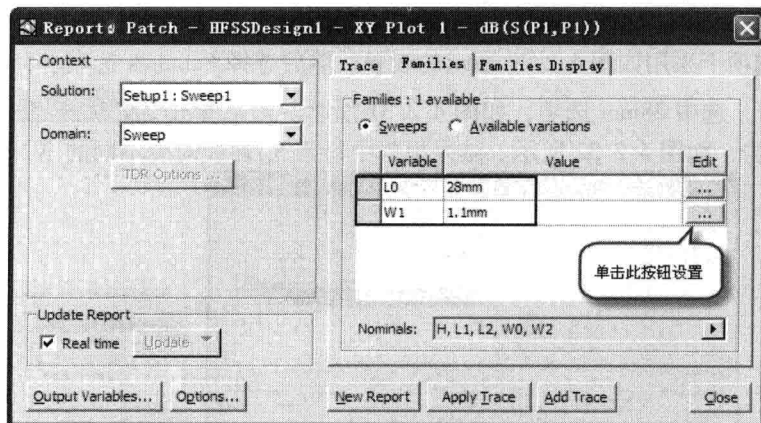 Report: Patch - HFSSDesign1 - XY Plot 1 - dB(S(P1,P1))
Context
Solution:
Setup1 : Sweep1
Domain:
Sweep
TDR Options ...
Update Report
Real time
Update
Output Variables...
Options...
Trace
Families
Families Display
Families : 1 available
Sweeps
Available variations
Variable
Value
Edit
L0
28mm
...
W1
1.1mm
...
单击此按钮设置
Nominals:
H, L1, L2, W0, W2
New Report
Apply Trace
Add Trace
Close